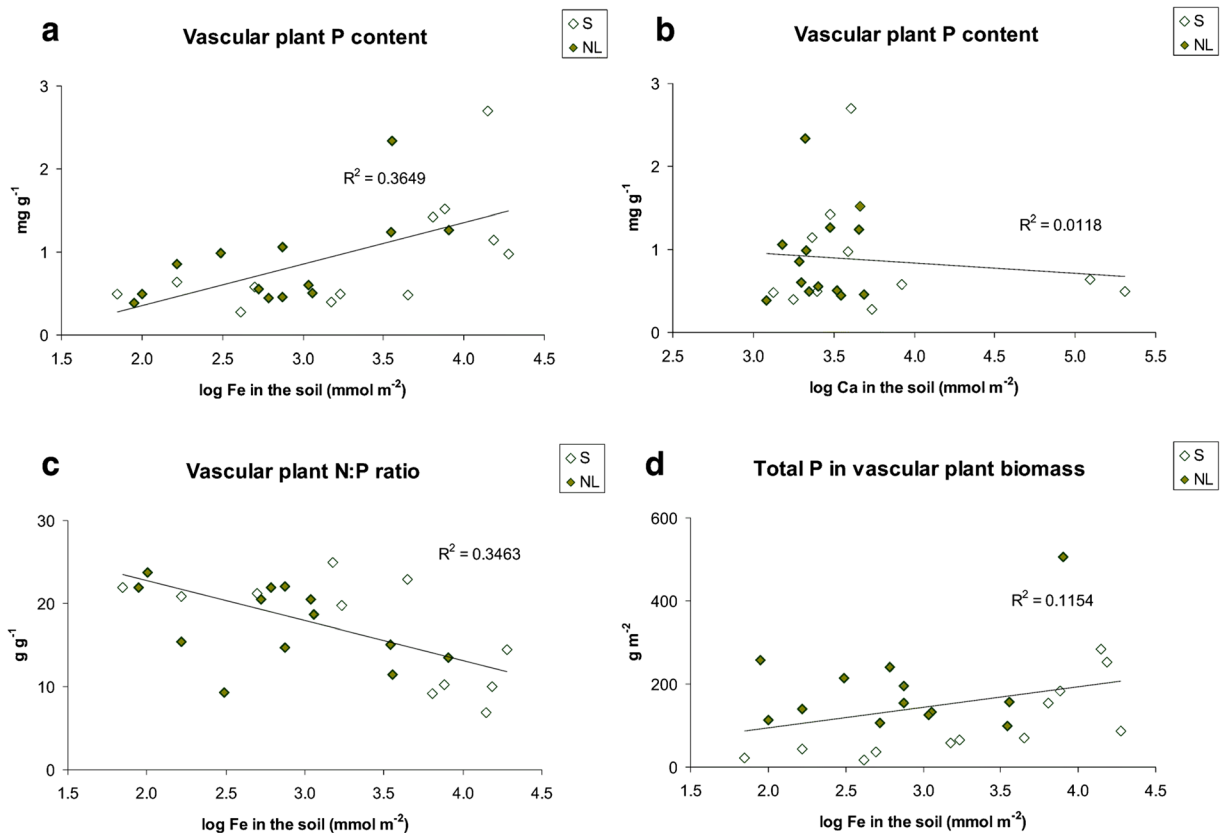 a
Vascular plant P content
S
NL
mg g⁻¹
3
2
1
0
R² = 0.3649
1.5 2.0 2.5 3.0 3.5 4.0 4.5
log Fe in the soil (mmol m⁻²)
b
Vascular plant P content
S
NL
mg g⁻¹
3
2
1
0
R² = 0.0118
2.5 3.0 3.5 4.0 4.5 5.0 5.5
log Ca in the soil (mmol m⁻²)
c
Vascular plant N:P ratio
S
NL
g g⁻¹
30
20
10
0
R² = 0.3463
1.5 2.0 2.5 3.0 3.5 4.0 4.5
log Fe in the soil (mmol m⁻²)
d
Total P in vascular plant biomass
S
NL
g m⁻²
600
400
200
0
R² = 0.1154
1.5 2.0 2.5 3.0 3.5 4.0 4.5
log Fe in the soil (mmol m⁻²)